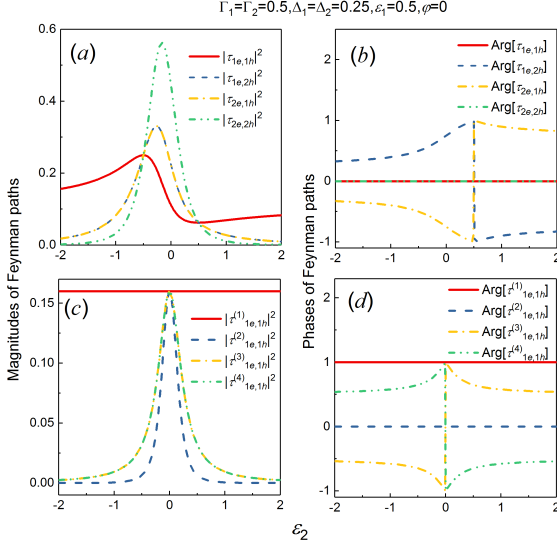 Γ₁=Γ₂=0.5,Δ₁=Δ₂=0.25,ε₁=0.5,φ=0
(a)
|τ₁ₑ,₁ₕ|²
|τ₁ₑ,₂ₕ|²
|τ₂ₑ,₁ₕ|²
|τ₂ₑ,₂ₕ|²
0.6
0.4
0.2
0.0
-2 -1 0 1 2
(b)
Arg[τ₁ₑ,₁ₕ]
Arg[τ₁ₑ,₂ₕ]
Arg[τ₂ₑ,₁ₕ]
Arg[τ₂ₑ,₂ₕ]
2
1
0
-1
-2 -1 0 1 2
Magnitudes of Feynman paths
Phases of Feynman paths
(c)
|τ⁽¹⁾₁ₑ,₁ₕ|²
|τ⁽²⁾₁ₑ,₁ₕ|²
|τ⁽³⁾₁ₑ,₁ₕ|²
|τ⁽⁴⁾₁ₑ,₁ₕ|²
0.15
0.10
0.05
0.00
-2 -1 0 1 2
(d)
Arg[τ⁽¹⁾₁ₑ,₁ₕ]
Arg[τ⁽²⁾₁ₑ,₁ₕ]
Arg[τ⁽³⁾₁ₑ,₁ₕ]
Arg[τ⁽⁴⁾₁ₑ,₁ₕ]
2
1
0
-1
-2 -1 0 1 2
ε₂